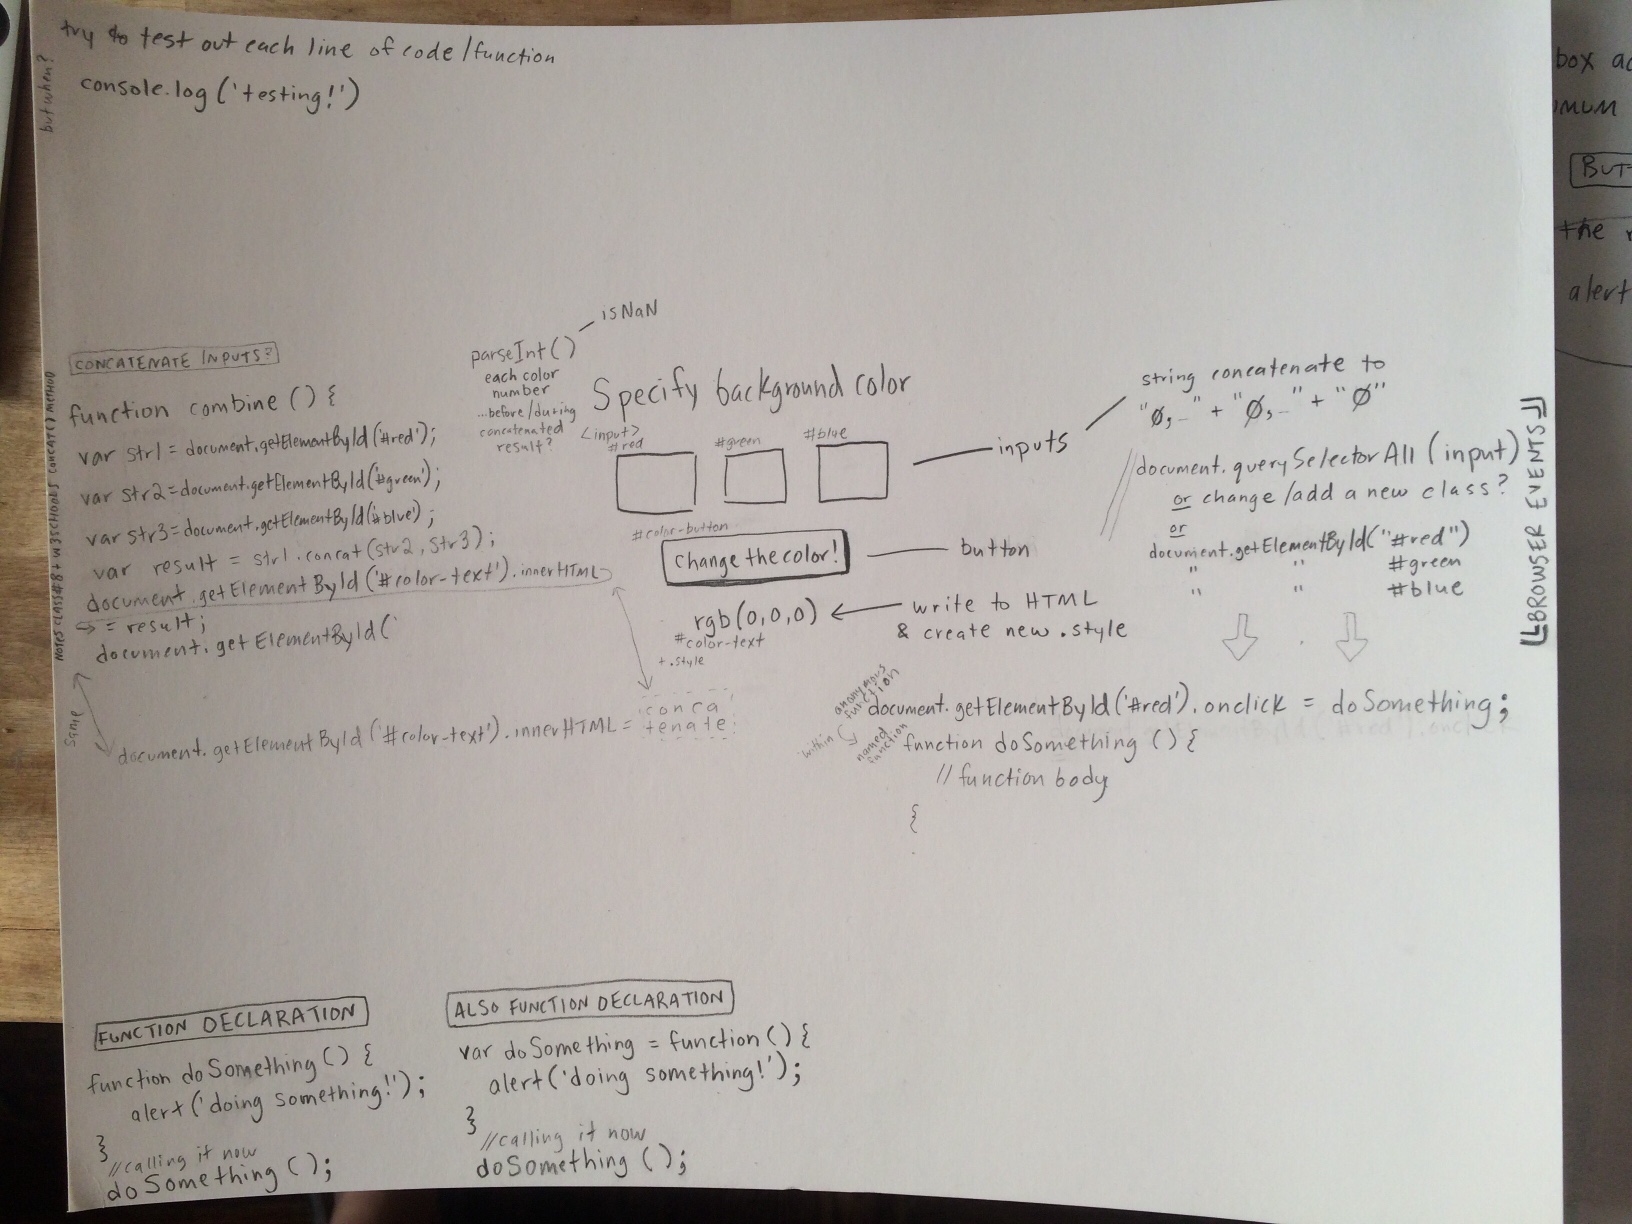 try to test out each line of code/function
console.log('testing!')
but when?
CONCATENATE INPUTS?
function combine () {
var str1 = document.getElementById('#red');
var str2 = document.getElementById('#green');
var str3 = document.getElementById('#blue');
var result = str1.concat(str2, str3);
document.getElementById('#color-text').innerHTML
= result;
document.getElementById('
NOTES CLASS#8 + W3SCHOOLS CONCAT() METHOD
same
document.getElementById('#color-text').innerHTML =
conca
tenate
isNaN
parseInt()
each color
number
...before/during
concatenated
result?
Specify background color
<input>
#red
#green
#blue
inputs
#color-button
Change the color!
button
rgb(0,0,0)
#color-text
+ .style
write to HTML
& create new .style
string concatenate to
"0,_" + "0,_" + "0"
document.querySelectorAll(input)
or change/add a new class?
or
document.getElementById("#red")
" " #green
" " #blue
BROWSER EVENTS
anonymous
function
within
named
function
document.getElementById('#red').onclick = doSomething;
function doSomething () {
//function body
{
FUNCTION DECLARATION
function doSomething () {
alert('doing something!');
}
//calling it now
doSomething ();
ALSO FUNCTION DECLARATION
var doSomething = function () {
alert('doing something!');
}
//calling it now
doSomething ();
box
BUT
the
alert